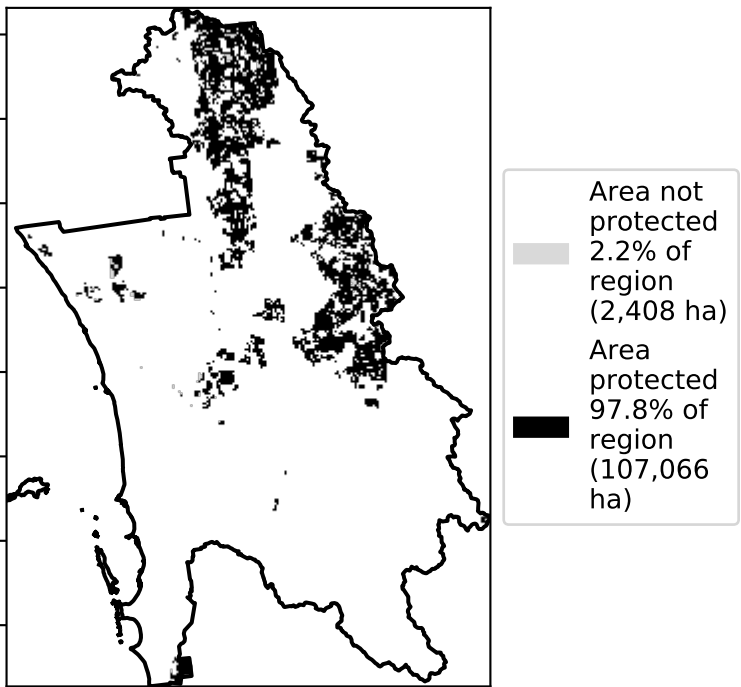 Area not
protected
2.2% of
region
(2,408 ha)
Area
protected
97.8% of
region
(107,066
ha)